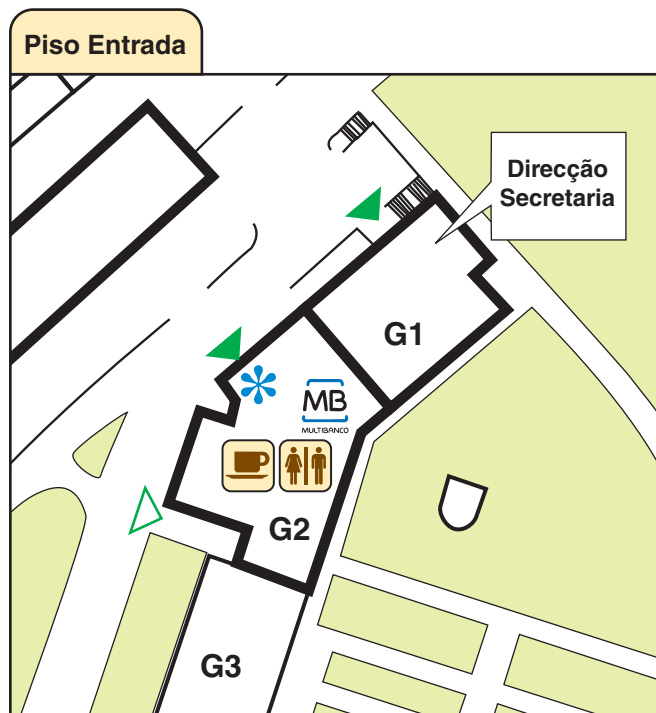 Piso Entrada
Direcção
Secretaria
G1
MB
MULTIBANCO
G2
G3